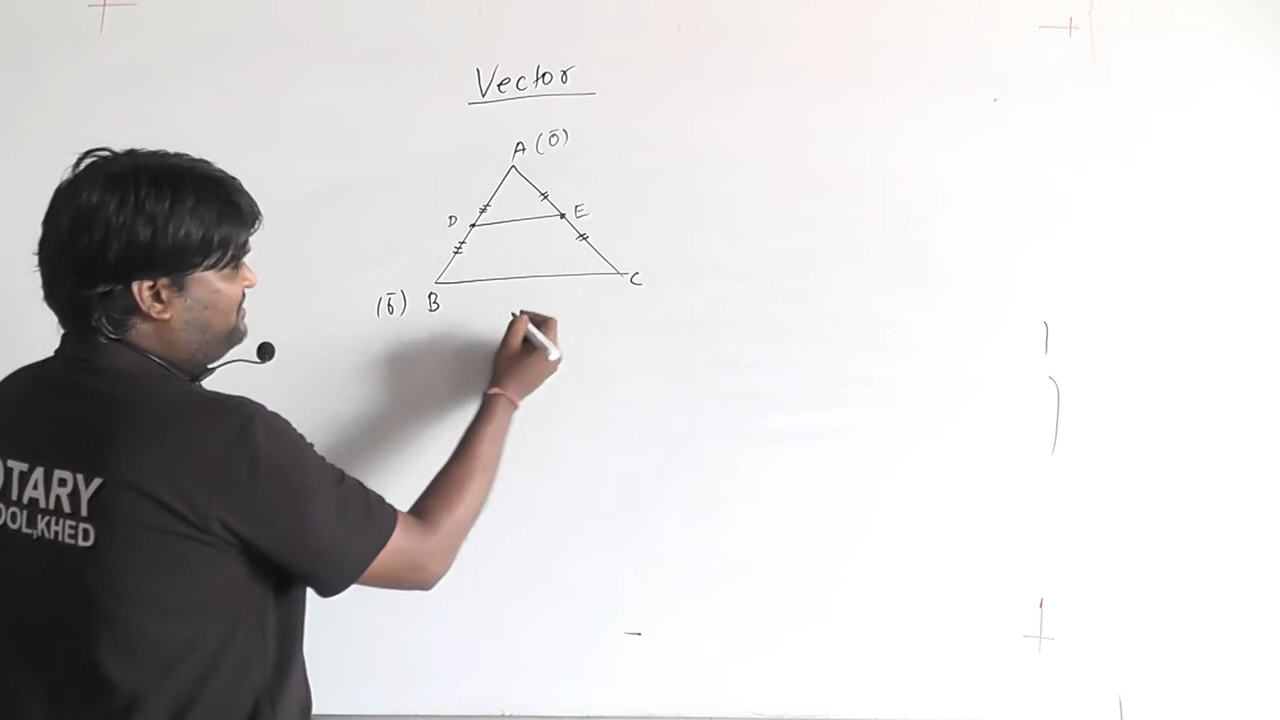 Vector
A (ō)
D
E
(b̄) B
C
OTARY
OOL,KHED